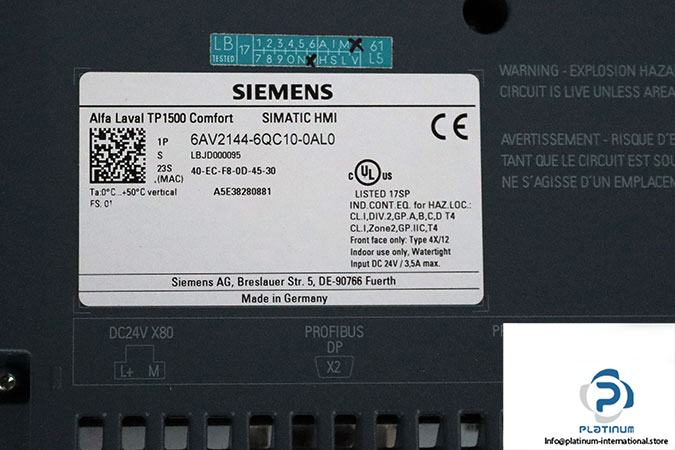 LB 17 1 2 3 4 5 6 A J M 61
TESTED 7 8 9 O N H S L V L5
WARNING - EXPLOSION HAZA
CIRCUIT IS LIVE UNLESS AREA
SIEMENS
Alfa Laval TP1500 Comfort SIMATIC HMI
CE
1P 6AV2144-6QC10-0AL0
S LBJD000095
23S
(MAC) 40-EC-F8-0D-45-30
Ta:0°C...+50°C vertical A5E38280881
FS. 01
C UL US
LISTED 17SP
IND.CONT.EQ. for HAZ.LOC.:
CL.I,DIV.2,GP.A,B,C,D T4
CL.I,Zone2,GP.IIC,T4
Front face only: Type 4X/12
Indoor use only, Watertight
Input DC 24V / 3,5A max.
AVERTISSEMENT - RISQUE D'E
TANT QUE LE CIRCUIT EST SOU
NE S'AGISSE D'UN EMPLACEM
Siemens AG, Breslauer Str. 5, DE-90766 Fuerth
Made in Germany
DC24V X80
L+ M
PROFIBUS
DP
X2
P
PLATINUM
Info@platinum-international.store